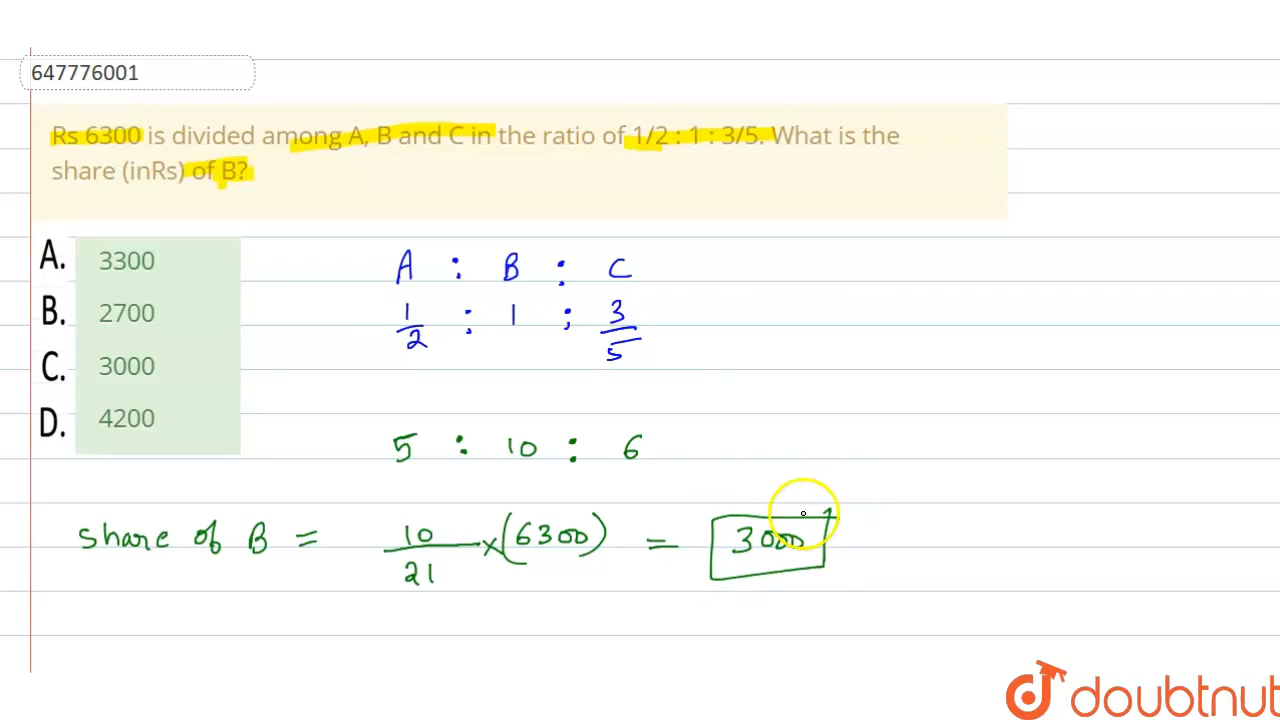 647776001
Rs 6300 is divided among A, B and C in the ratio of 1/2 : 1 : 3/5. What is the
share (inRs) of B?
A. 3300
B. 2700
C. 3000
D. 4200
A : B : C
1/2 : 1 : 3/5
5 : 10 : 6
share of B = 10/21 × (6300) = 3000
doubtnut